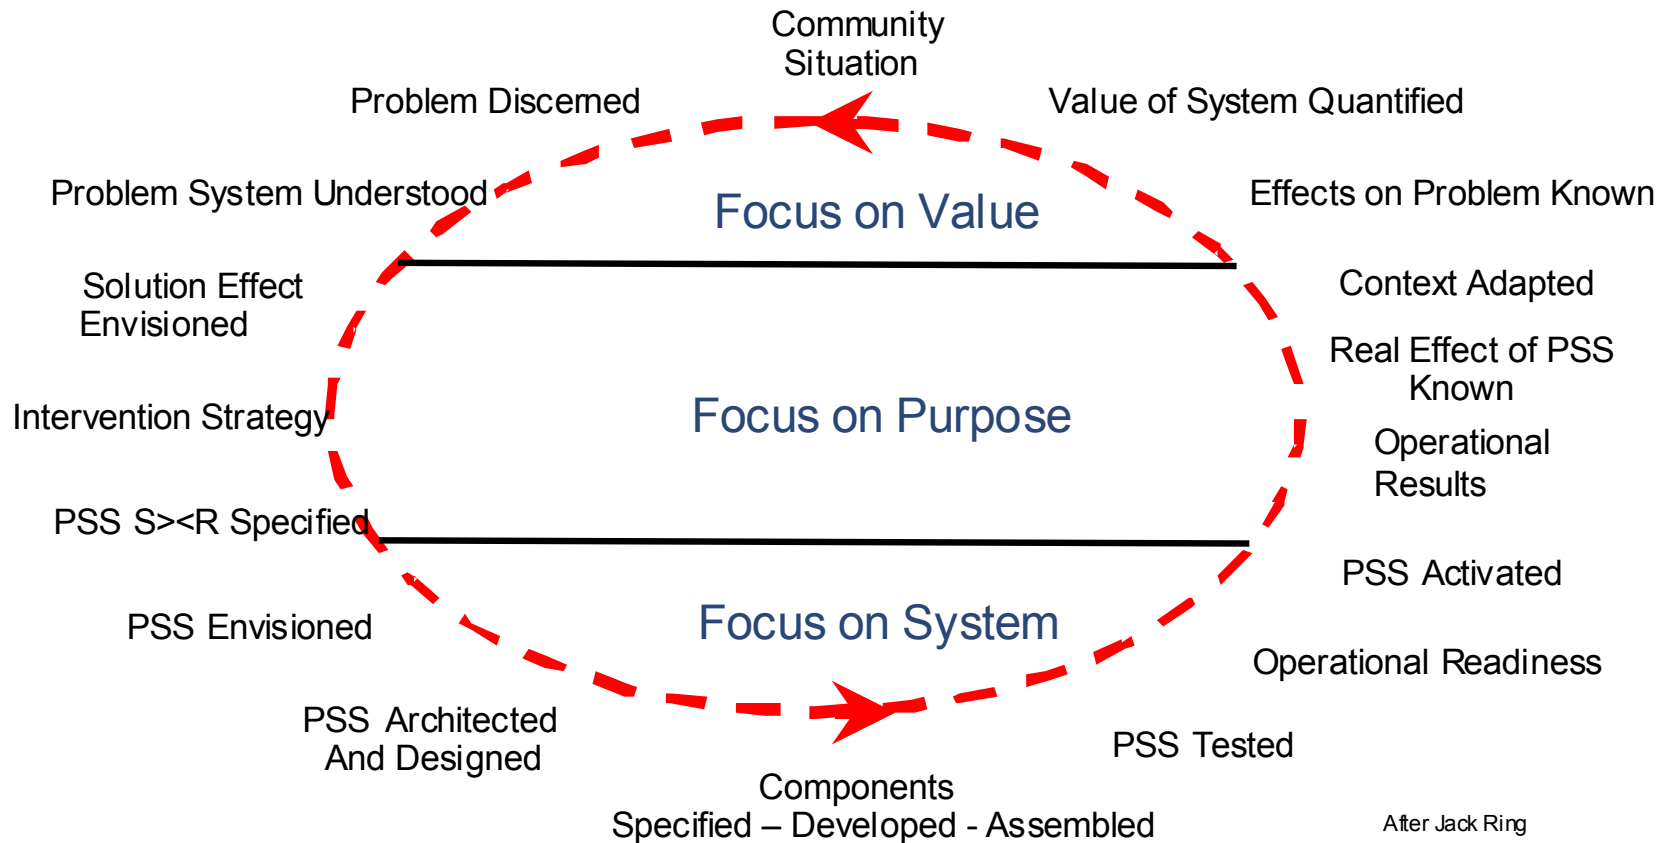 Community
Situation
Problem Discerned
Value of System Quantified
Problem System Understood
Effects on Problem Known
Focus on Value
Solution Effect
Envisioned
Context Adapted
Real Effect of PSS
Known
Intervention Strategy
Focus on Purpose
Operational
Results
PSS S><R Specified
PSS Activated
PSS Envisioned
Focus on System
Operational Readiness
PSS Architected
And Designed
PSS Tested
Components
Specified – Developed - Assembled
After Jack Ring